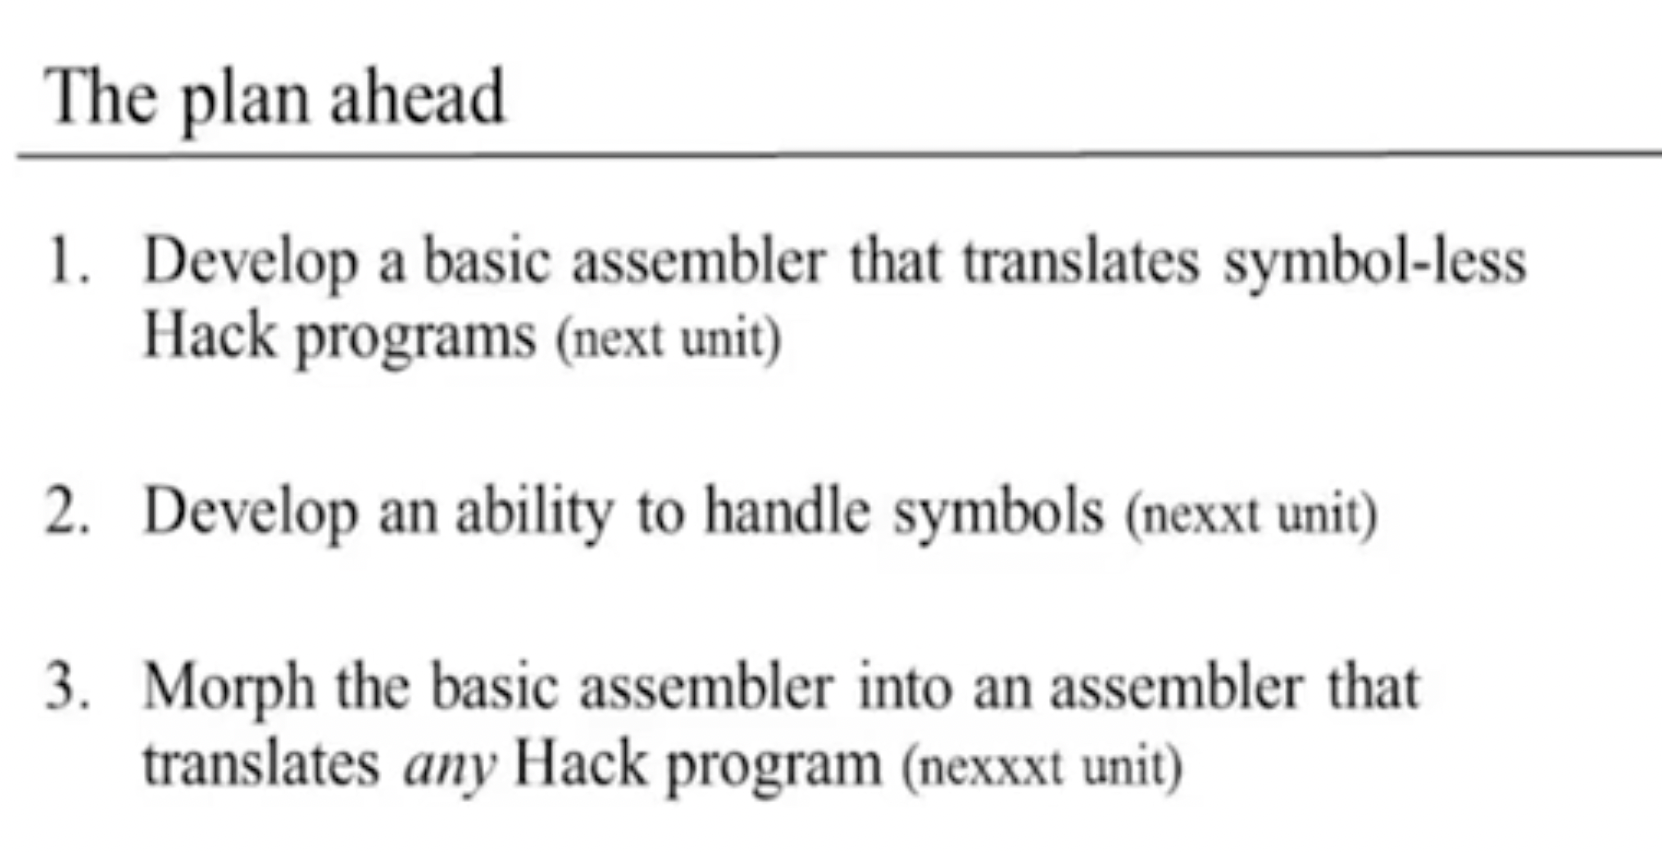 The plan ahead
1. Develop a basic assembler that translates symbol-less
Hack programs (next unit)
2. Develop an ability to handle symbols (nexxt unit)
3. Morph the basic assembler into an assembler that
translates any Hack program (nexxxt unit)